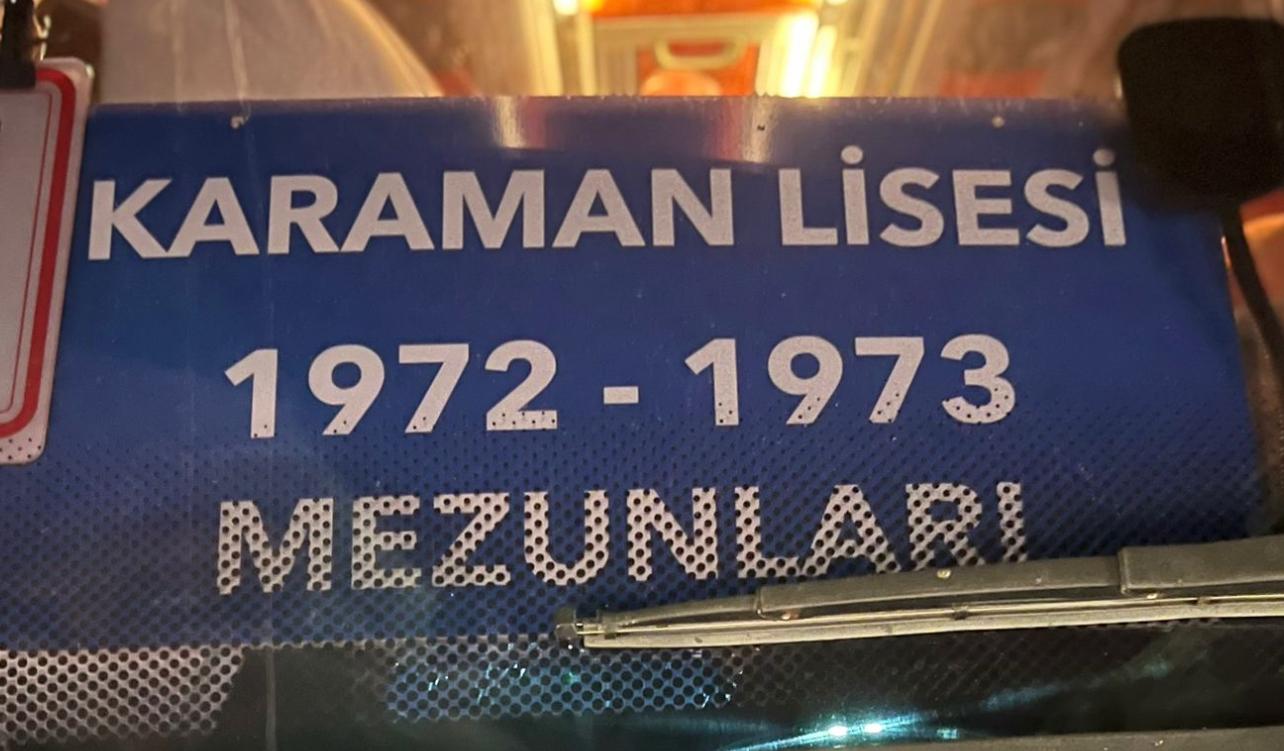 KARAMAN LİSESİ
1972 - 1973
MEZUNLARI